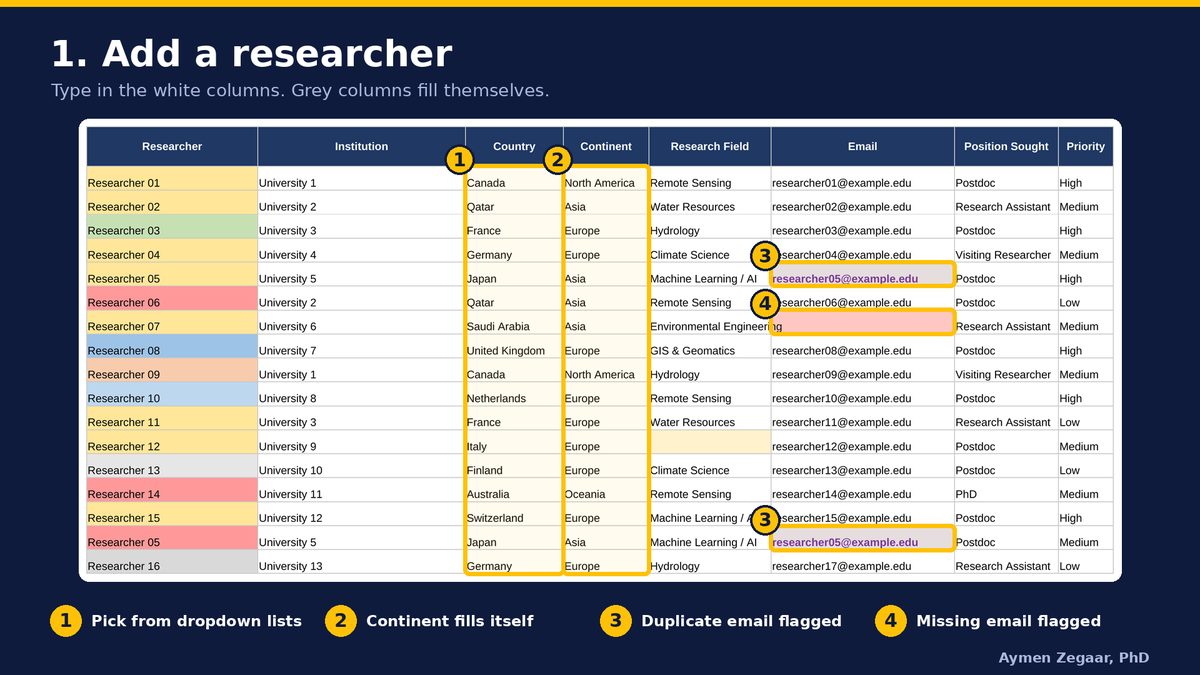 1. Add a researcher
Type in the white columns. Grey columns fill themselves.
Researcher Institution Country Continent Research Field Email Position Sought Priority
1 2
Researcher 01 University 1 Canada North America Remote Sensing researcher01@example.edu Postdoc High
Researcher 02 University 2 Qatar Asia Water Resources researcher02@example.edu Research Assistant Medium
Researcher 03 University 3 France Europe Hydrology researcher03@example.edu Postdoc High
Researcher 04 University 4 Germany Europe Climate Science 3 esearcher04@example.edu Visiting Researcher Medium
Researcher 05 University 5 Japan Asia Machine Learning / AI researcher05@example.edu Postdoc High
Researcher 06 University 2 Qatar Asia Remote Sensing 4 esearcher06@example.edu Postdoc Low
Researcher 07 University 6 Saudi Arabia Asia Environmental Engineering Research Assistant Medium
Researcher 08 University 7 United Kingdom Europe GIS & Geomatics researcher08@example.edu Postdoc High
Researcher 09 University 1 Canada North America Hydrology researcher09@example.edu Visiting Researcher Medium
Researcher 10 University 8 Netherlands Europe Remote Sensing researcher10@example.edu Postdoc High
Researcher 11 University 3 France Europe Water Resources researcher11@example.edu Research Assistant Low
Researcher 12 University 9 Italy Europe researcher12@example.edu Postdoc Medium
Researcher 13 University 10 Finland Europe Climate Science researcher13@example.edu Postdoc Low
Researcher 14 University 11 Australia Oceania Remote Sensing researcher14@example.edu PhD Medium
Researcher 15 University 12 Switzerland Europe Machine Learning / A 3 esearcher15@example.edu Postdoc High
Researcher 05 University 5 Japan Asia Machine Learning / AI researcher05@example.edu Postdoc Medium
Researcher 16 University 13 Germany Europe Hydrology researcher17@example.edu Research Assistant Low
1 Pick from dropdown lists 2 Continent fills itself 3 Duplicate email flagged 4 Missing email flagged
Aymen Zegaar, PhD